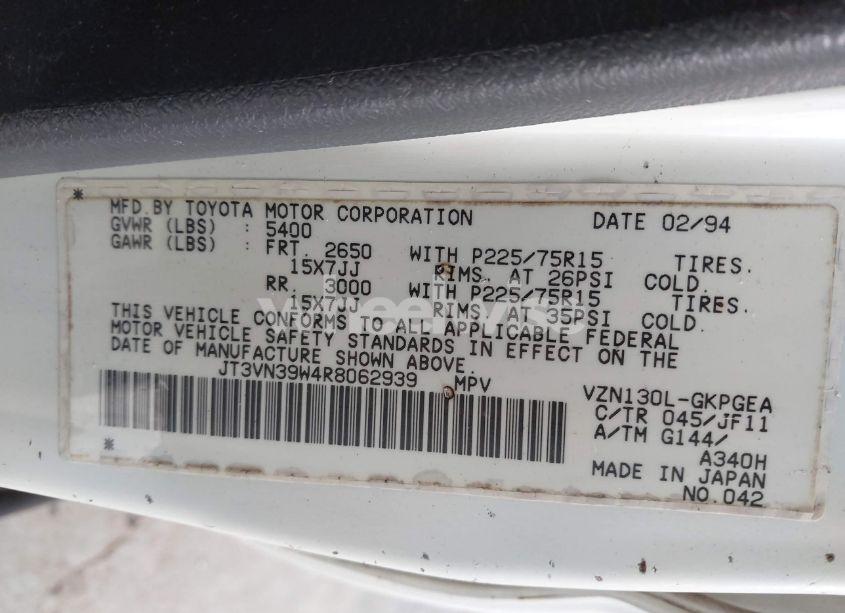 MFD.BY TOYOTA MOTOR CORPORATION DATE 02/94
GVWR (LBS) : 5400
GAWR (LBS) : FRT. 2650 WITH P225/75R15 TIRES.
15X7JJ RIMS. AT 26PSI COLD.
RR. 3000 WITH P225/75R15 TIRES.
15X7JJ RIMS. AT 35PSI COLD.
THIS VEHICLE CONFORMS TO ALL APPLICABLE FEDERAL
MOTOR VEHICLE SAFETY STANDARDS IN EFFECT ON THE
DATE OF MANUFACTURE SHOWN ABOVE.
JT3VN39W4R8062939 MPV
VZN130L-GKPGEA
C/TR 045/JF11
A/TM G144/
A340H
MADE IN JAPAN
NO.042